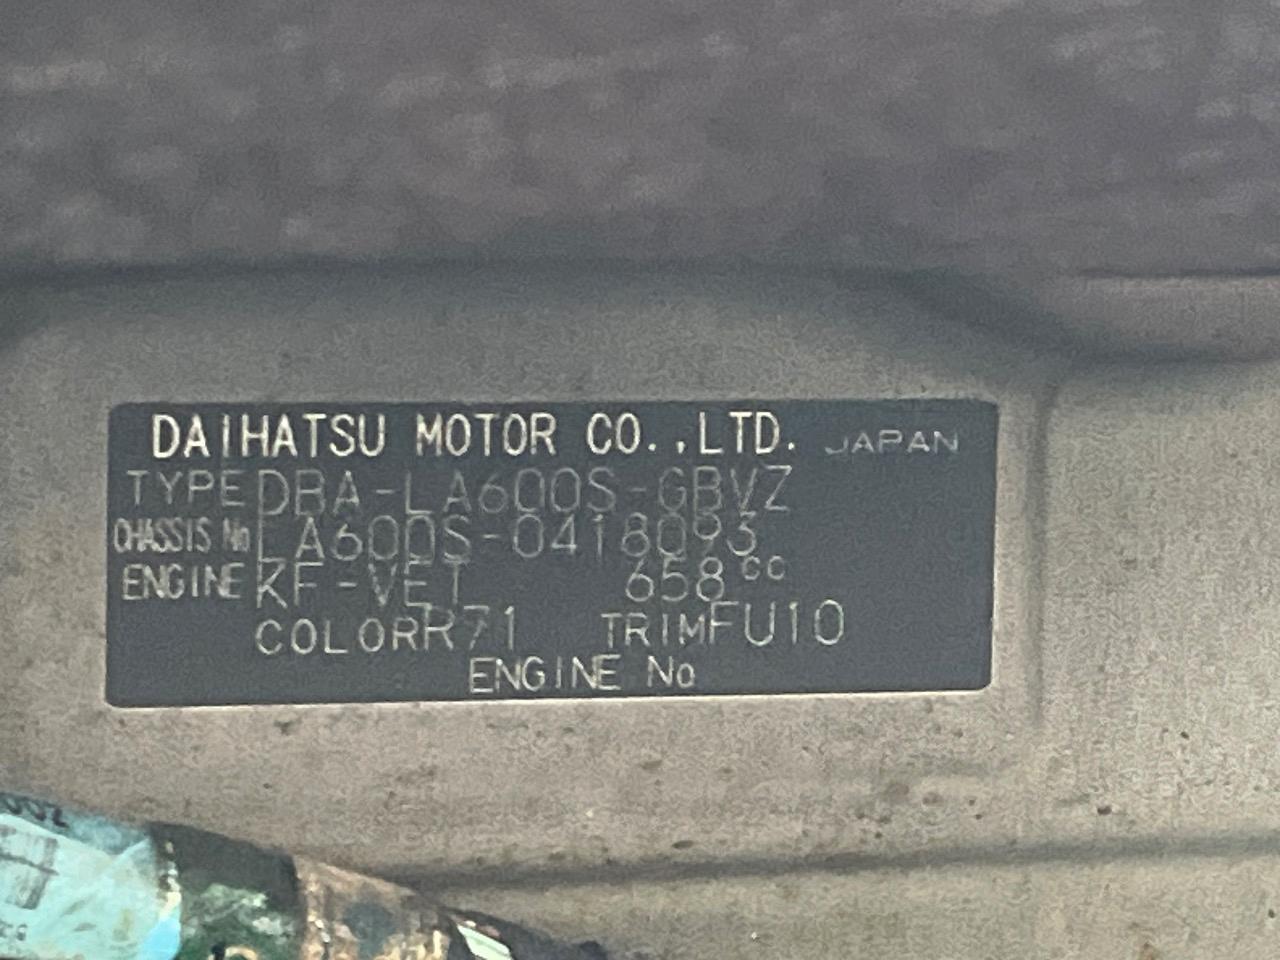 DAIHATSU MOTOR CO.,LTD. JAPAN
TYPE DBA-LA600S-GBVZ
CHASSIS No LA600S-0418093
ENGINE KF-VET 658cc
COLOR R71 TRIM FU10
ENGINE No